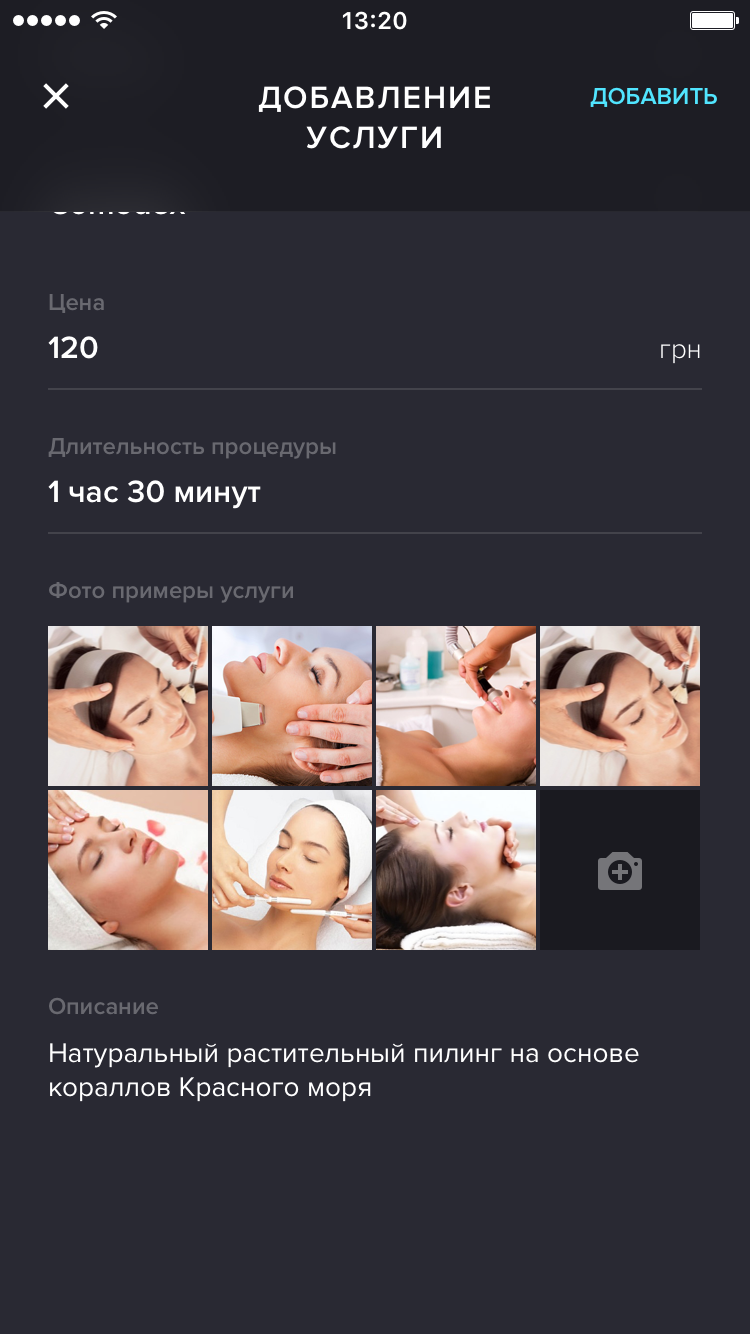 13:20
ДОБАВЛЕНИЕ
УСЛУГИ
ДОБАВИТЬ
Цена
120 грн
Длительность процедуры
1 час 30 минут
Фото примеры услуги
Описание
Натуральный растительный пилинг на основе
кораллов Красного моря